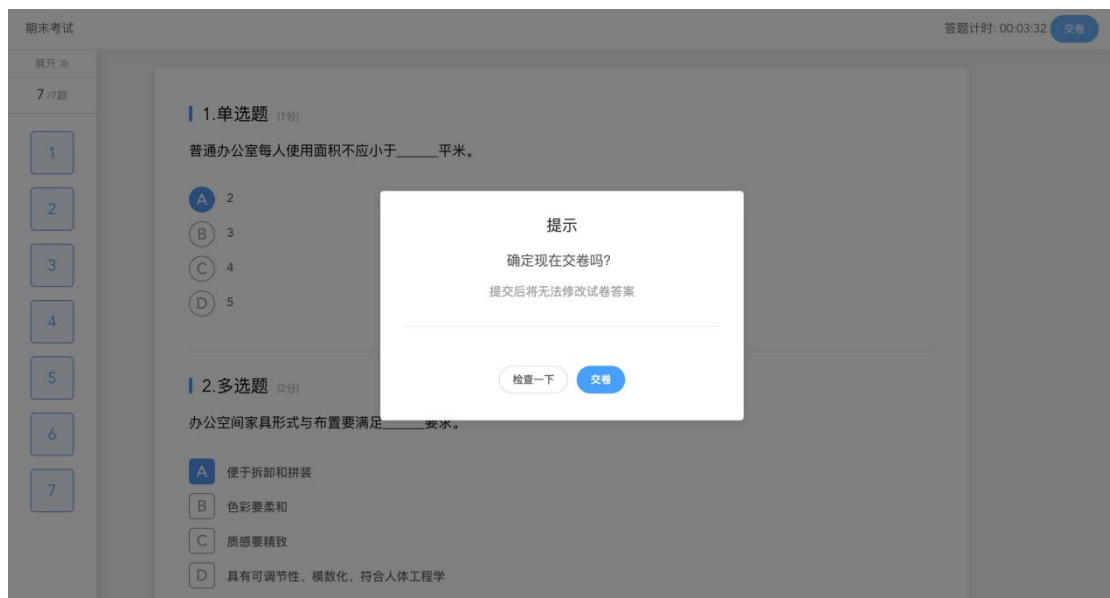 期末考试
答题计时: 00:03:32 交卷
展开 »
7 /7题
1
2
3
4
5
6
7
1.单选题 (1分)
普通办公室每人使用面积不应小于______平米。
A 2
B 3
C 4
D 5
2.多选题 (2分)
办公空间家具形式与布置要满足______要求。
A 便于拆卸和拼装
B 色彩要柔和
C 质感要精致
D 具有可调节性、模数化、符合人体工程学
提示
确定现在交卷吗?
提交后将无法修改试卷答案
检查一下 交卷